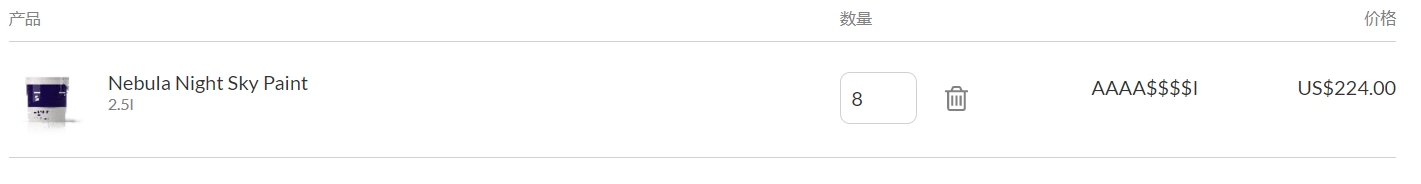 产品 数量 价格
Nebula Night Sky Paint
2.5l
8 AAAA$$$$I US$224.00